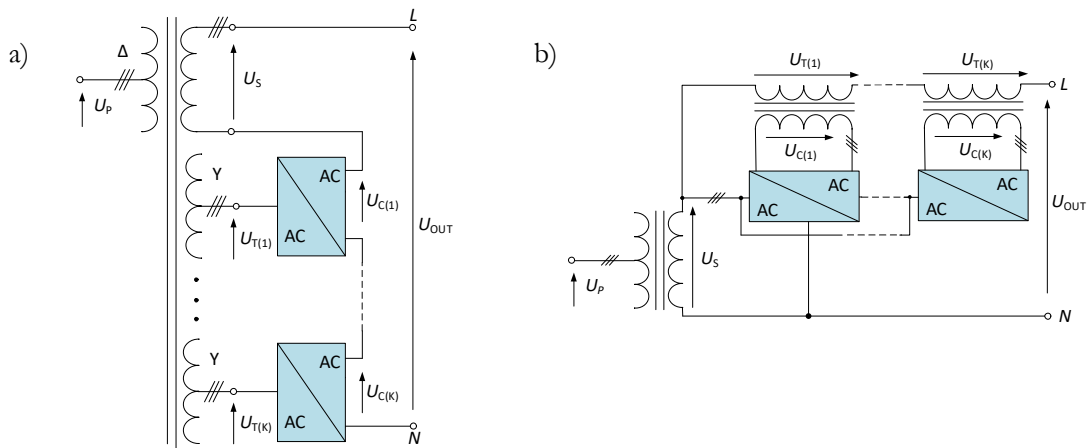 a)
L
Δ
U_S
U_P
Y
AC
AC
U_C(1)
U_T(1)
U_OUT
Y
AC
AC
U_C(K)
U_T(K)
N
b)
U_T(1)
U_T(K)
L
U_C(1)
U_C(K)
AC
AC
AC
AC
U_OUT
U_S
U_P
N